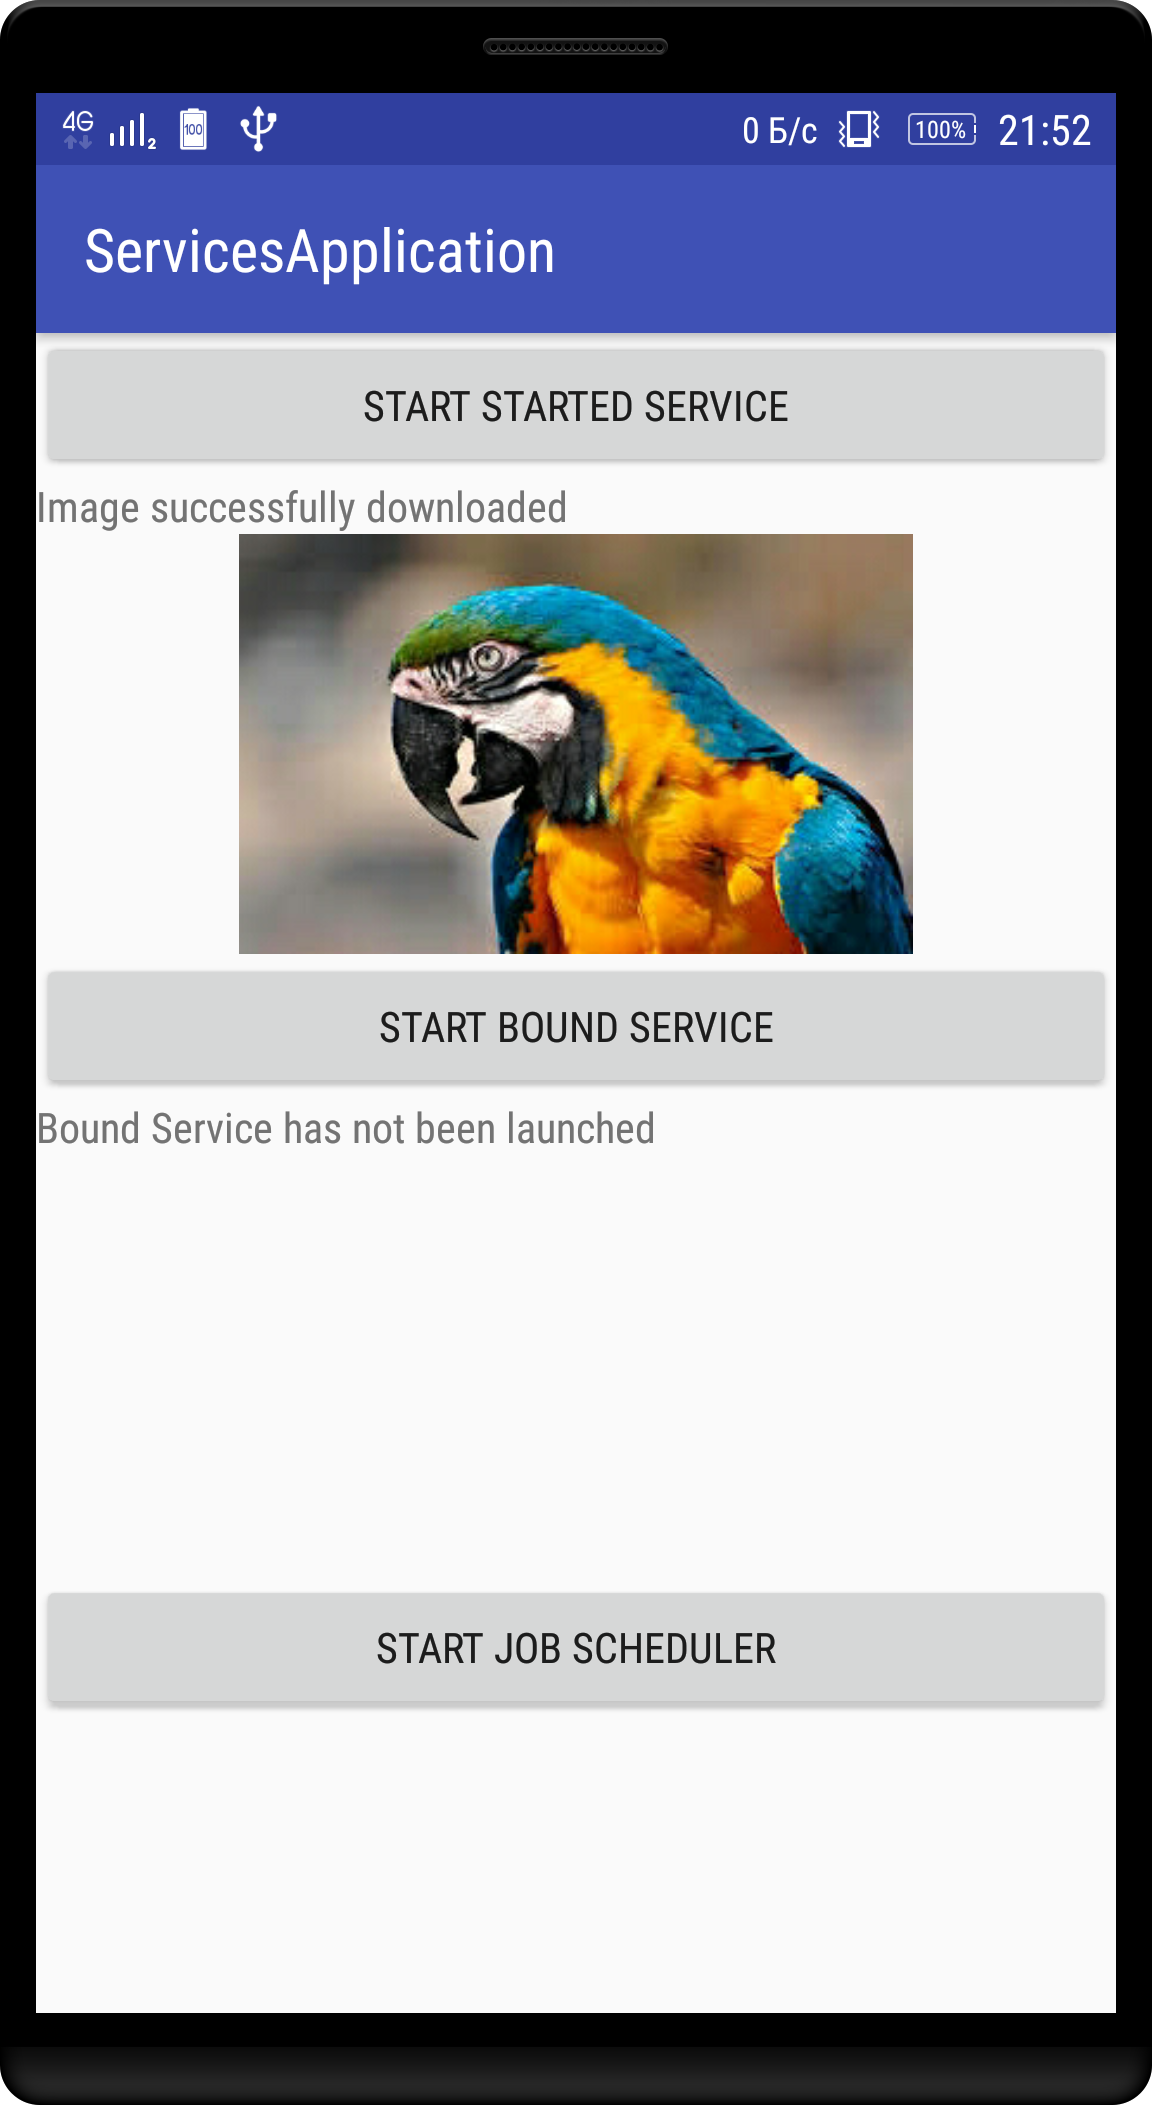 4G 2 100 0 Б/с 100% 21:52
ServicesApplication
START STARTED SERVICE
Image successfully downloaded
START BOUND SERVICE
Bound Service has not been launched
START JOB SCHEDULER